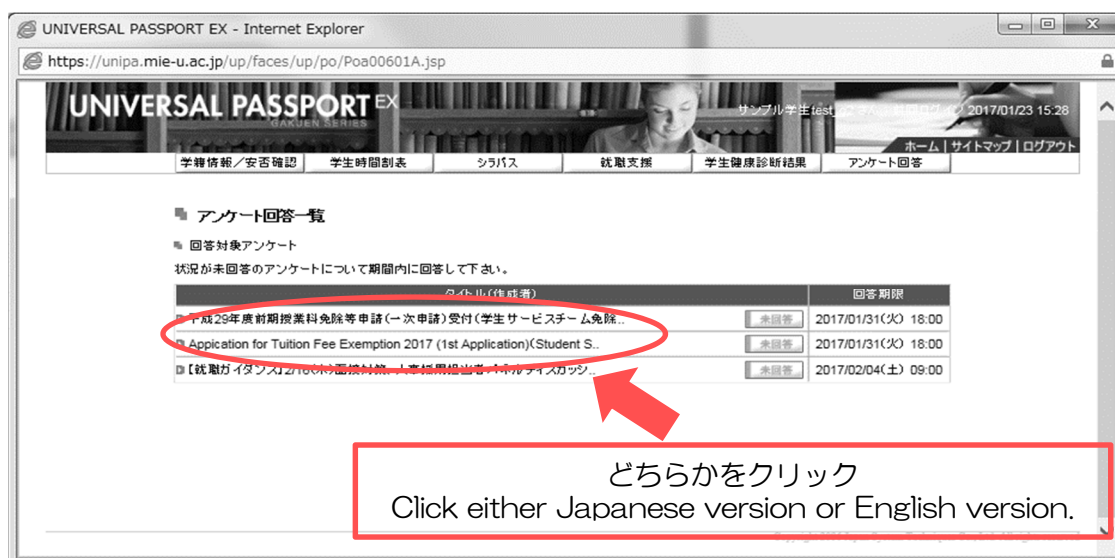 UNIVERSAL PASSPORT EX - Internet Explorer
https://unipa.mie-u.ac.jp/up/faces/up/po/Poa00601A.jsp
UNIVERSAL PASSPORT EX
GAKUEN SERIES
サンプル学生test 2017/01/23 15:28
ホーム | サイトマップ | ログアウト
学籍情報/安否確認 学生時間割表 シラバス 就職支援 学生健康診断結果 アンケート回答
アンケート回答一覧
回答対象アンケート
状況が未回答のアンケートについて期間内に回答して下さい。
タイトル(作成者) 回答期限
平成29年度前期授業料免除等申請(一次申請)受付(学生サービスチーム免除.. 未回答 2017/01/31(火) 18:00
Appication for Tuition Fee Exemption 2017 (1st Application)(Student S.. 未回答 2017/01/31(火) 18:00
【就職ガイダンス】 未回答 2017/02/04(土) 09:00
どちらかをクリック
Click either Japanese version or English version.